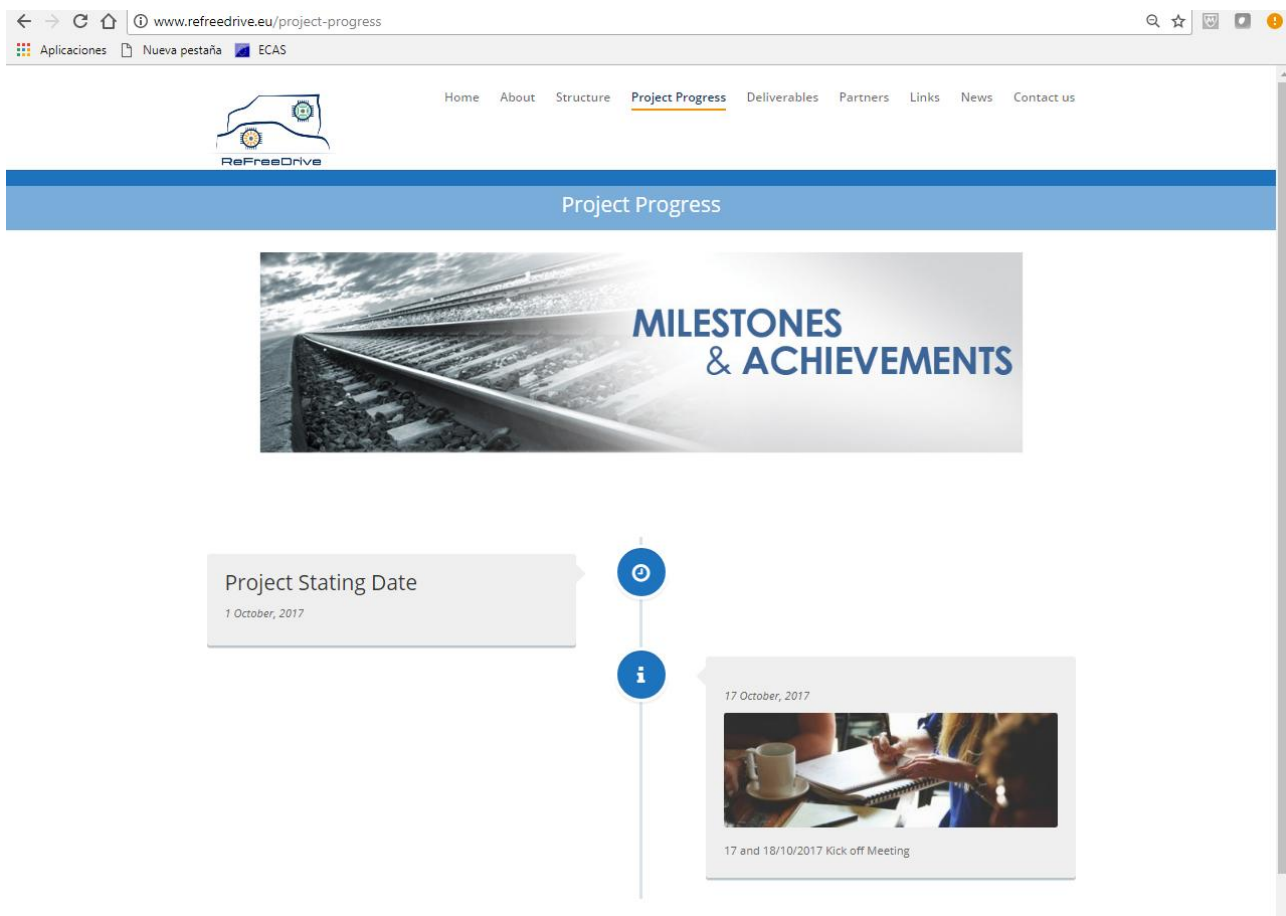 www.refreedrive.eu/project-progress
Aplicaciones Nueva pestaña ECAS
Home About Structure Project Progress Deliverables Partners Links News Contact us
ReFreeDrive
Project Progress
MILESTONES
& ACHIEVEMENTS
Project Stating Date
1 October, 2017
17 October, 2017
17 and 18/10/2017 Kick off Meeting